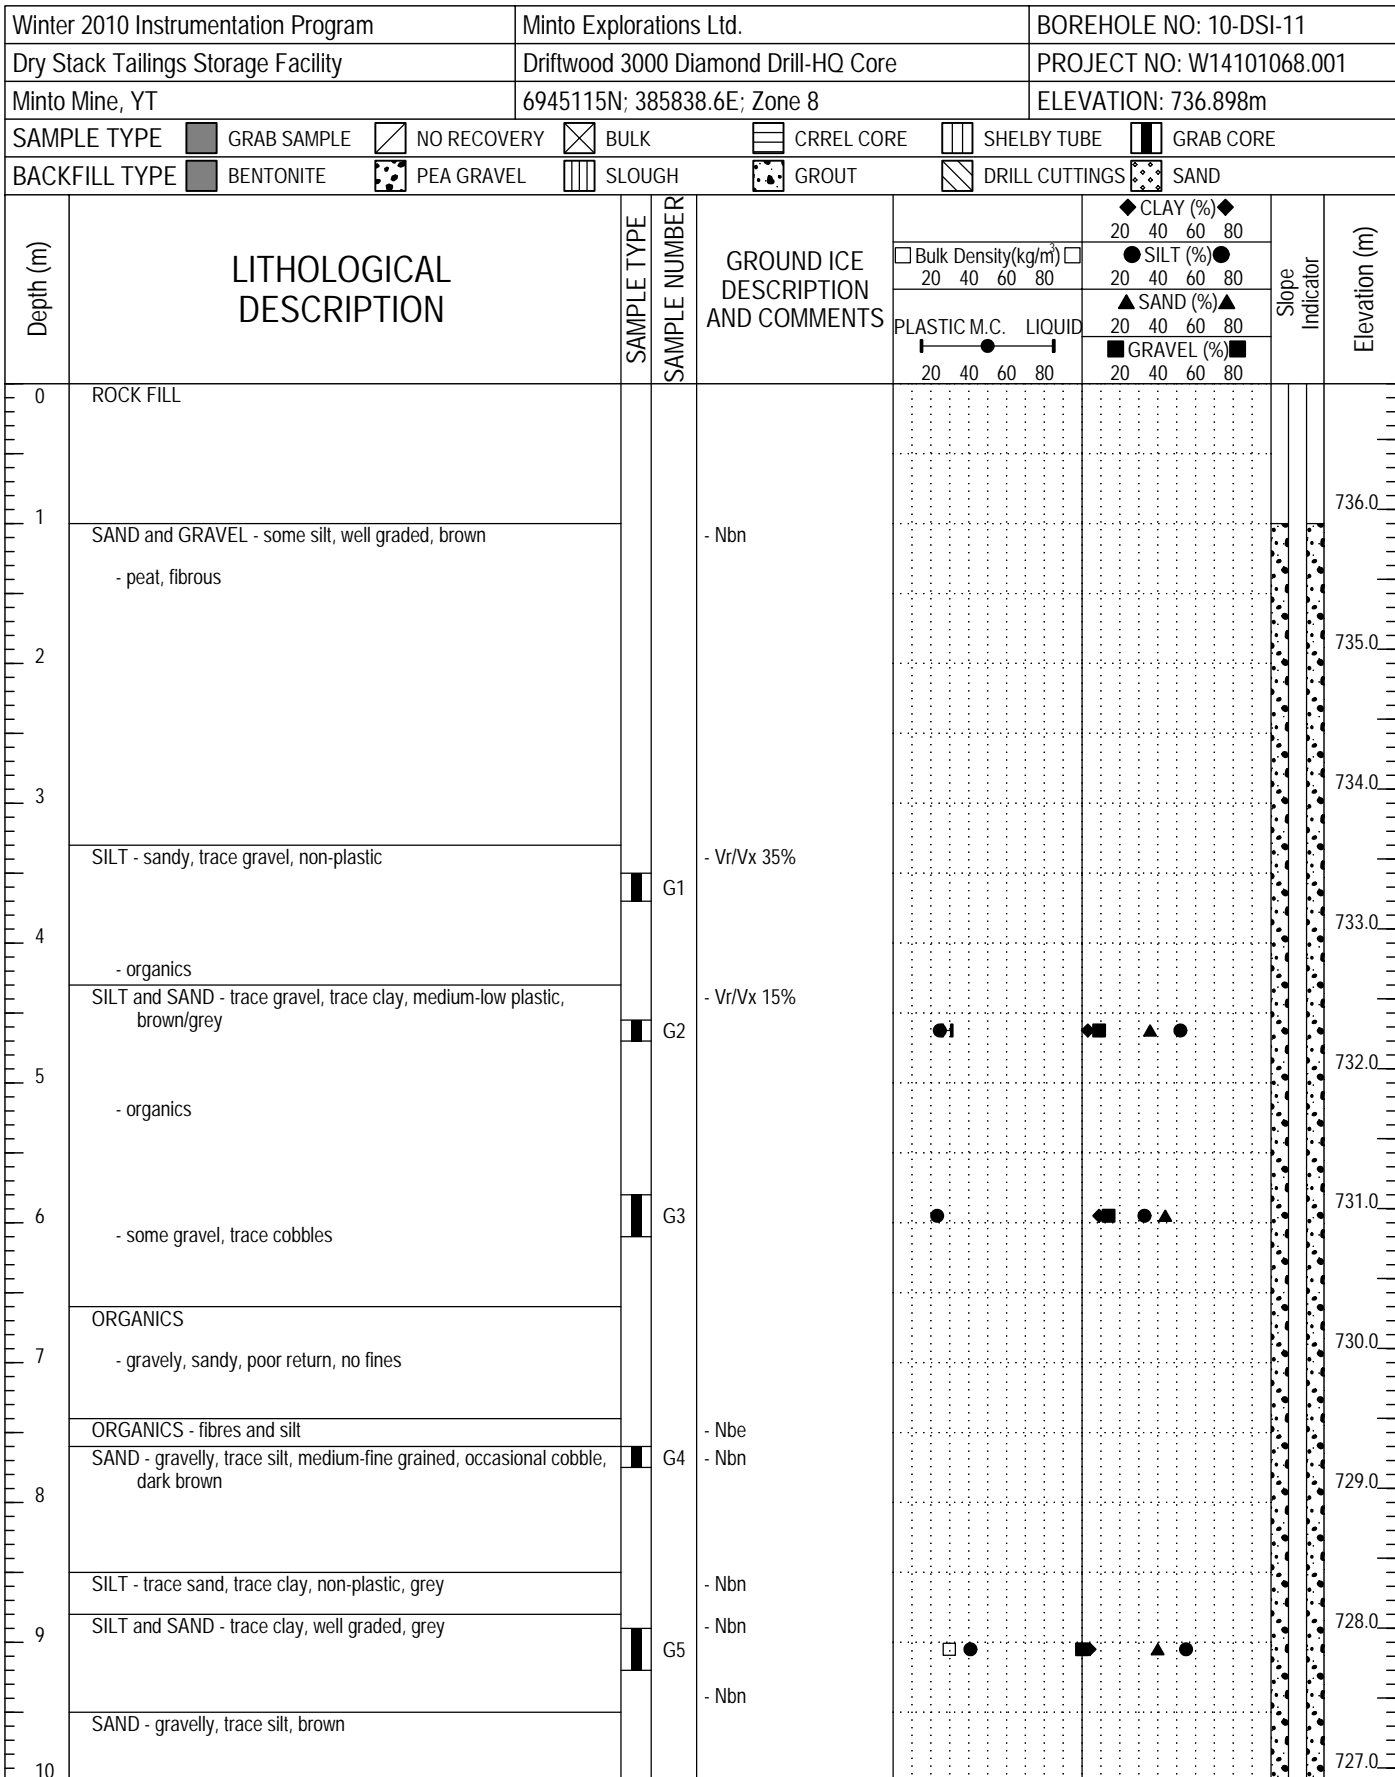 Winter 2010 Instrumentation Program
Minto Explorations Ltd.
BOREHOLE NO: 10-DSI-11
Dry Stack Tailings Storage Facility
Driftwood 3000 Diamond Drill-HQ Core
PROJECT NO: W14101068.001
Minto Mine, YT
6945115N; 385838.6E; Zone 8
ELEVATION: 736.898m
SAMPLE TYPE GRAB SAMPLE NO RECOVERY BULK CRREL CORE SHELBY TUBE GRAB CORE
BACKFILL TYPE BENTONITE PEA GRAVEL SLOUGH GROUT DRILL CUTTINGS SAND
Depth (m)
LITHOLOGICAL
DESCRIPTION
SAMPLE TYPE
SAMPLE NUMBER
GROUND ICE
DESCRIPTION
AND COMMENTS
Bulk Density(kg/m³)
20 40 60 80
PLASTIC M.C. LIQUID
20 40 60 80
CLAY (%)
20 40 60 80
SILT (%)
20 40 60 80
SAND (%)
20 40 60 80
GRAVEL (%)
20 40 60 80
Slope
Indicator
Elevation (m)
0 ROCK FILL
736.0
1
SAND and GRAVEL - some silt, well graded, brown - Nbn
- peat, fibrous
735.0
2
734.0
3
SILT - sandy, trace gravel, non-plastic - Vr/Vx 35%
G1
733.0
4
- organics
SILT and SAND - trace gravel, trace clay, medium-low plastic, - Vr/Vx 15%
brown/grey
G2
732.0
5
- organics
731.0
6 G3
- some gravel, trace cobbles
ORGANICS
730.0
7 - gravely, sandy, poor return, no fines
ORGANICS - fibres and silt - Nbe
SAND - gravelly, trace silt, medium-fine grained, occasional cobble, G4 - Nbn
dark brown
729.0
8
SILT - trace sand, trace clay, non-plastic, grey - Nbn
SILT and SAND - trace clay, well graded, grey - Nbn
728.0
9
G5
- Nbn
SAND - gravelly, trace silt, brown
727.0
10